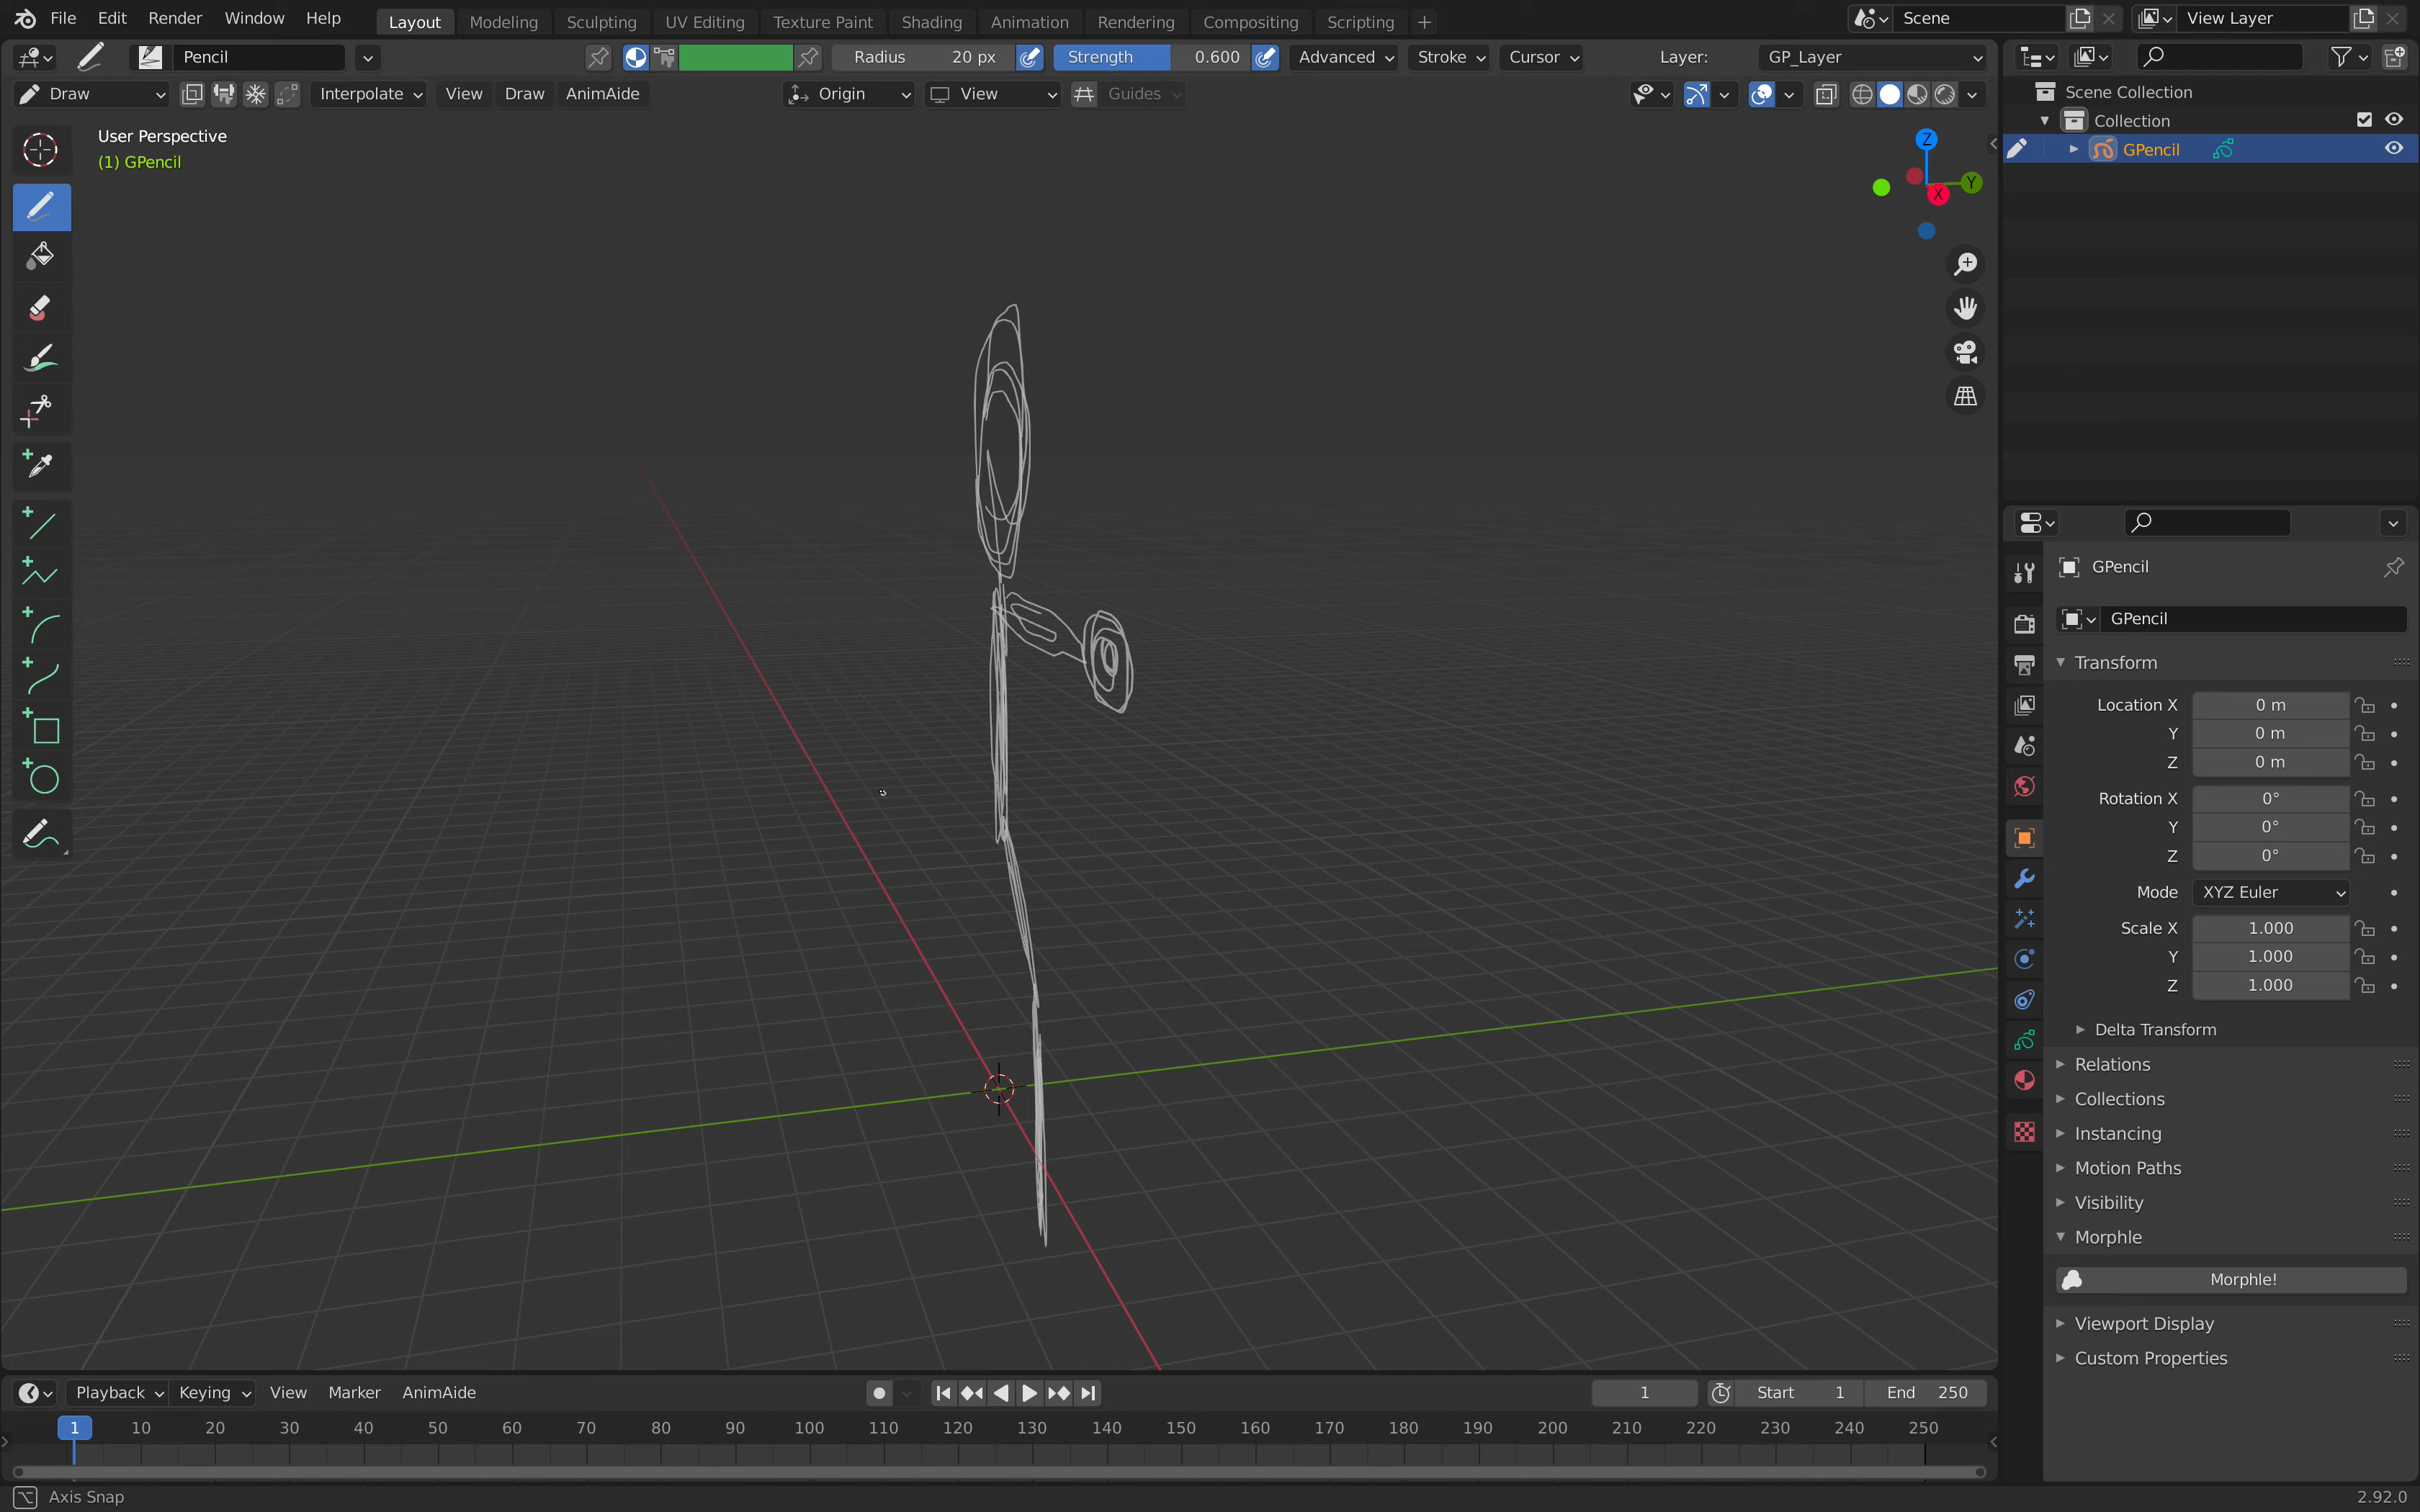 File Edit Render Window Help Layout Modeling Sculpting UV Editing Texture Paint Shading Animation Rendering Compositing Scripting + Scene View Layer
Pencil Radius 20 px Strength 0.600 Advanced Stroke Cursor Layer: GP_Layer
Draw Interpolate View Draw AnimAide Origin View Guides
User Perspective
(1) GPencil
Z
Y
X
Scene Collection
Collection
GPencil
GPencil
GPencil
Transform
Location X 0 m
Y 0 m
Z 0 m
Rotation X 0°
Y 0°
Z 0°
Mode XYZ Euler
Scale X 1.000
Y 1.000
Z 1.000
Delta Transform
Relations
Collections
Instancing
Motion Paths
Visibility
Morphle
Morphle!
Viewport Display
Custom Properties
Playback Keying View Marker AnimAide 1 Start 1 End 250
1 10 20 30 40 50 60 70 80 90 100 110 120 130 140 150 160 170 180 190 200 210 220 230 240 250
Axis Snap 2.92.0